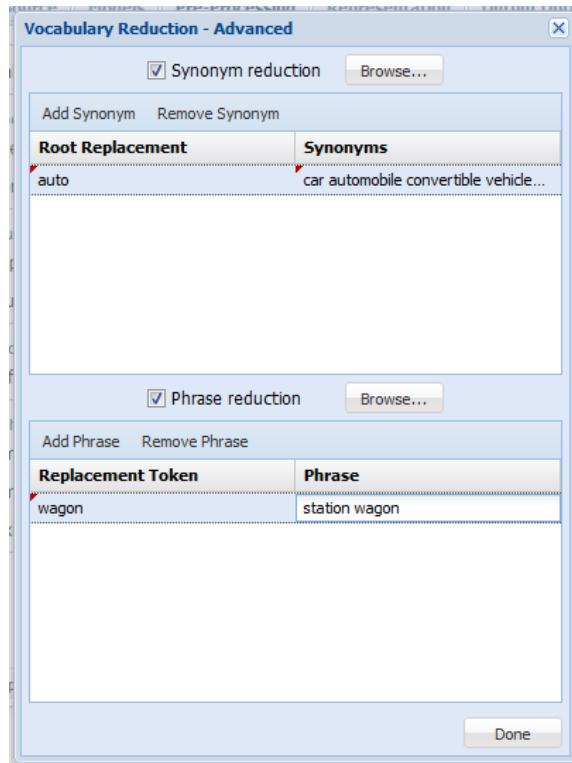 Vocabulary Reduction - Advanced
Synonym reduction Browse...
Add Synonym Remove Synonym
Root Replacement Synonyms
auto car automobile convertible vehicle...
Phrase reduction Browse...
Add Phrase Remove Phrase
Replacement Token Phrase
wagon station wagon
Done